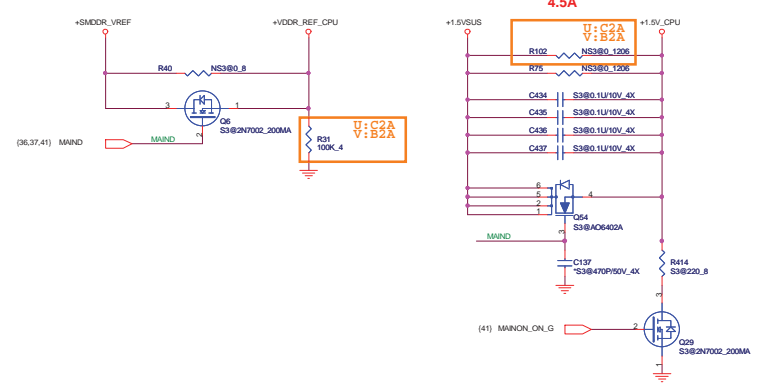 4.5A
+SMDDR_VREF
+VDDR_REF_CPU
+1.5VSUS
+1.5V_CPU
U:C2A
V:B2A
R102
NS3@0_1206
R40
NS3@0_8
R75
NS3@0_1206
C434
S3@0.1U/10V_4X
C435
S3@0.1U/10V_4X
C436
S3@0.1U/10V_4X
C437
S3@0.1U/10V_4X
3
1
2
Q6
S3@2N7002_200MA
U:C2A
V:B2A
R31
100K_4
{36,37,41} MAIND
MAIND
6
5
2
1
4
3
Q54
S3@AO6402A
MAIND
C137
*S3@470P/50V_4X
R414
S3@220_8
{41} MAINON_ON_G
2
3
1
Q29
S3@2N7002_200MA